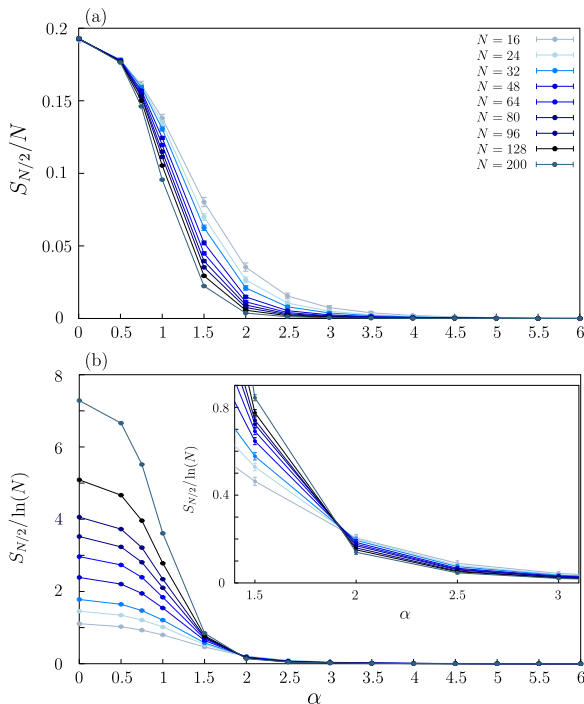 (a)
0.2
0.15
0.1
0.05
0
S_{N/2}/N
N = 16
N = 24
N = 32
N = 48
N = 64
N = 80
N = 96
N = 128
N = 200
0 0.5 1 1.5 2 2.5 3 3.5 4 4.5 5 5.5 6
(b)
8
7
6
5
4
3
2
1
0
S_{N/2}/ln(N)
0.8
0.4
0
S_{N/2}/ln(N)
1.5 2 2.5 3
α
0 0.5 1 1.5 2 2.5 3 3.5 4 4.5 5 5.5 6
α